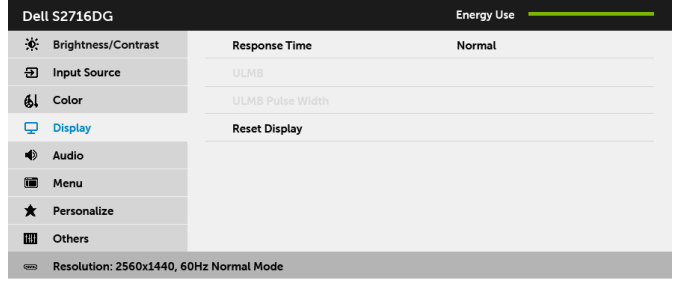 Dell S2716DG Energy Use
Brightness/Contrast Response Time Normal
Input Source ULMB
Color ULMB Pulse Width
Display Reset Display
Audio
Menu
Personalize
Others
Resolution: 2560x1440, 60Hz Normal Mode